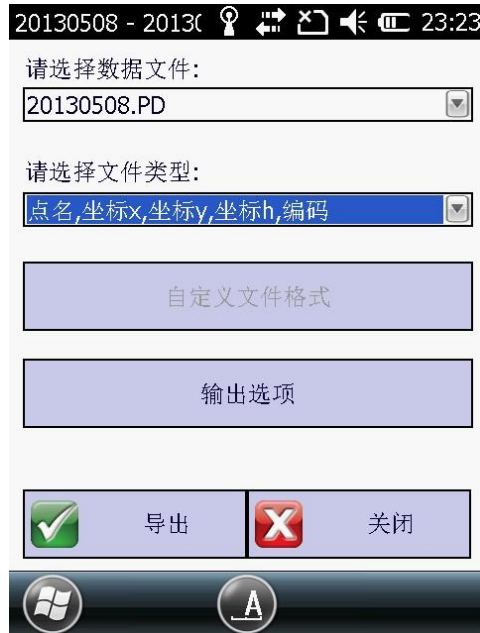 20130508 - 2013( 23:23
请选择数据文件:
20130508.PD
请选择文件类型:
点名,坐标x,坐标y,坐标h,编码
自定义文件格式
输出选项
导出 关闭
A